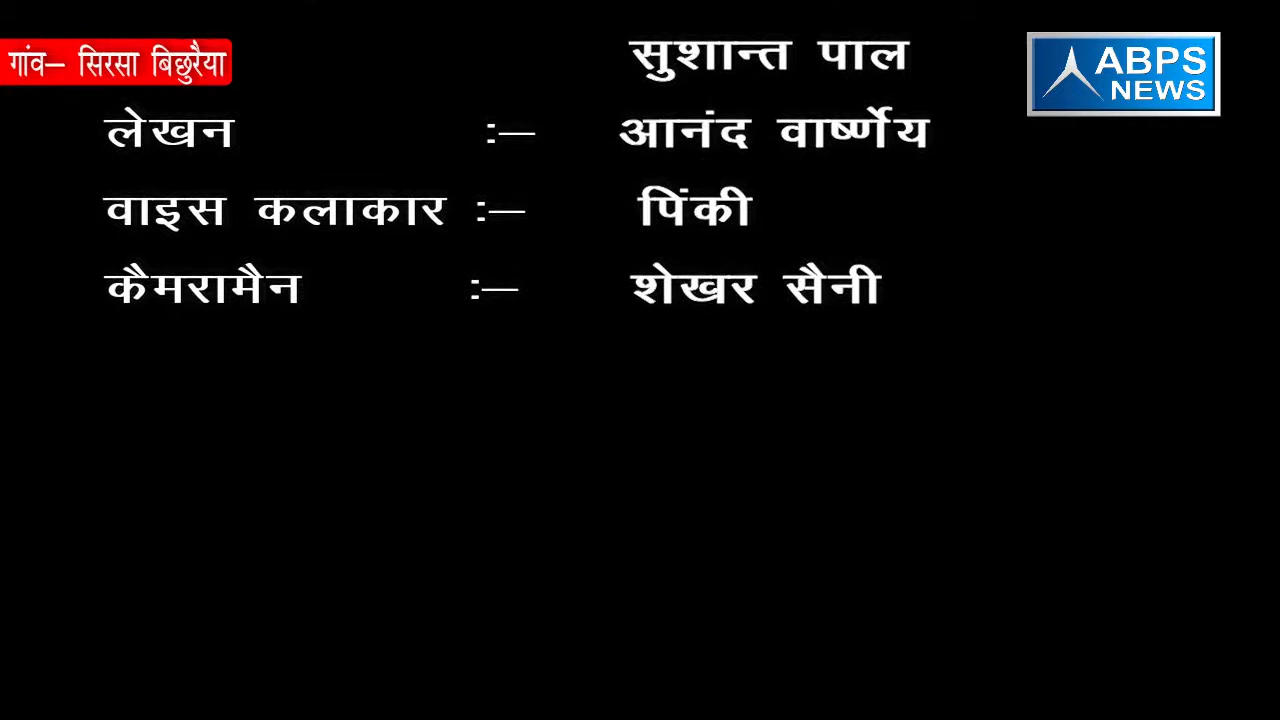 सुशान्त पाल
गांव– सिरसा बिछुरैया
ABPS
NEWS
लेखन :– आनंद वार्ष्णेय
वाइस कलाकार :– पिंकी
कैमरामैन :– शेखर सैनी